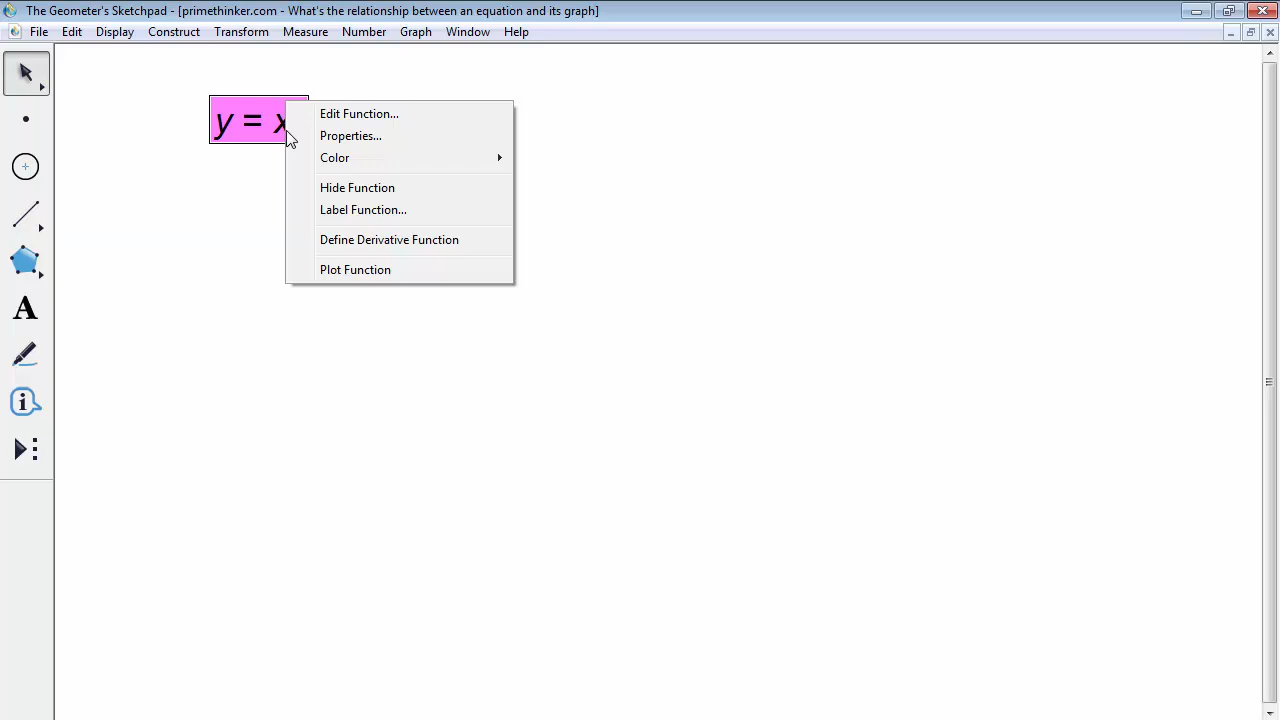 The Geometer's Sketchpad - [primethinker.com - What's the relationship between an equation and its graph]
File Edit Display Construct Transform Measure Graph Number Graph Window Help
y = x
Edit Function...
Properties...
Color
Hide Function
Label Function...
Define Derivative Function
Plot Function
A
i